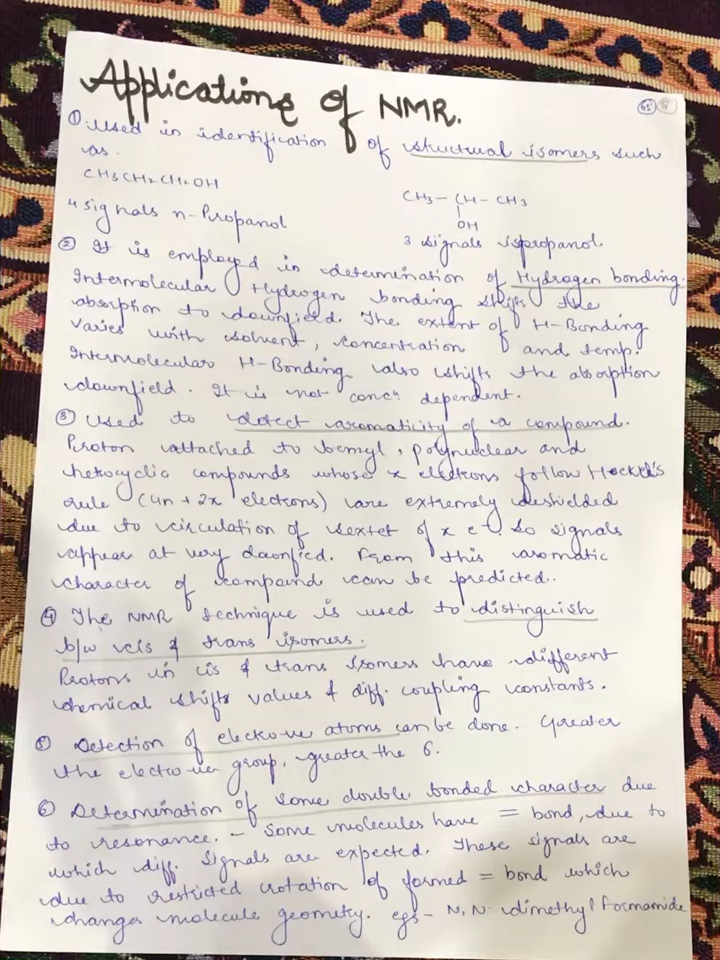 Applications of NMR.
65
① Used in identification of structural isomers such
as.
CH3CH2CH2OH
4 signals n-Propanol
CH3 - CH - CH3
OH
3 signals ispropanol.
② It is employed in determination of Hydrogen bonding.
Intermolecular Hydrogen bonding shifts the
absorption to downfield. The extent of H-Bonding
varies with solvent, concentration and temp.
Intermolecular H-Bonding also shifts the absorption
downfield. It is not concn dependent.
③ Used to detect aromaticity of a compound.
Proton attached to benzyl, polynuclear and
hetrocyclic compounds whose x electrons follow Huckel's
rule (4n + 2x electrons) are extremely deshielded
due to circulation of sextet of x e-. So signals
appear at very downfield. From this aromatic
character of compound can be predicted.
④ The NMR technique is used to distinguish
b/w cis & trans isomers.
Protons in cis & trans isomers have different
chemical shifts values & diff. coupling constants.
⑤ Detection of electro-ve atoms can be done. Greater
the electro-ve group, greater the δ.
⑥ Determination of some double bonded character due
to resonance. - Some molecules have = bond, due to
which diff. signals are expected. These signals are
due to restricted rotation of formed = bond which
changes molecule geometry. egs - N, N dimethyl formamide